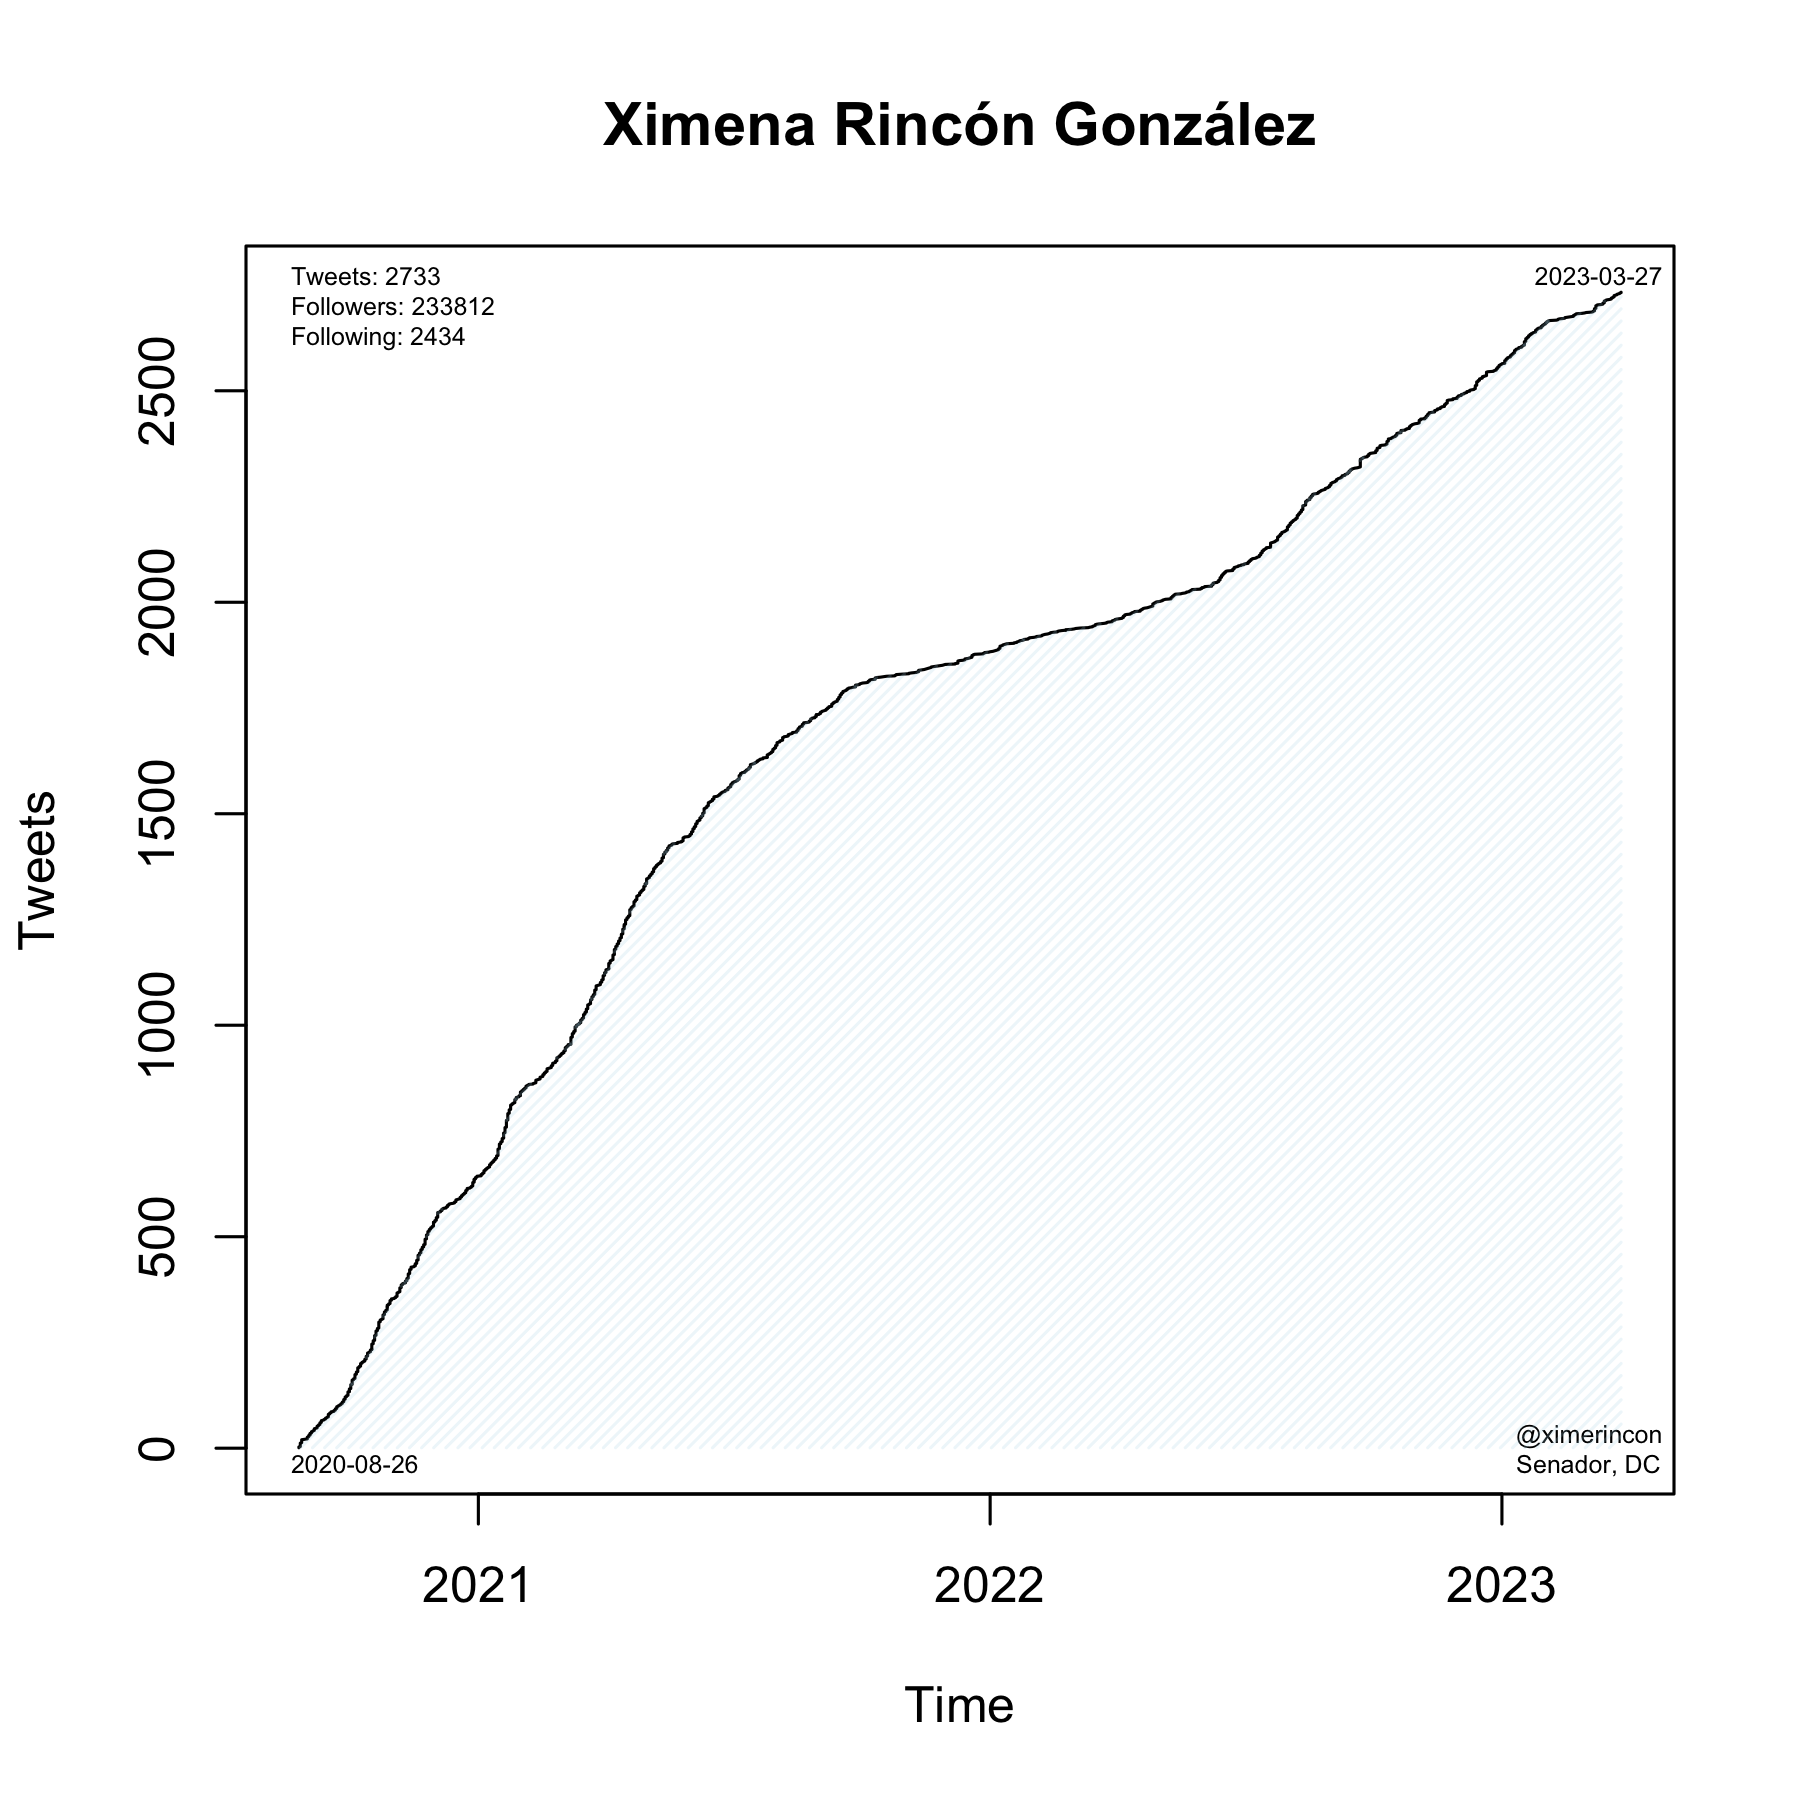 Ximena Rincón González
Tweets: 2733
Followers: 233812
Following: 2434
2023-03-27
Tweets
2500
2000
1500
1000
500
0
2020-08-26
@ximerincon
Senador, DC
2021
2022
2023
Time